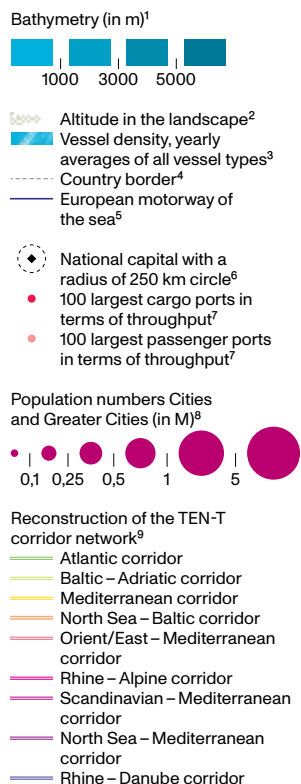 Bathymetry (in m)¹
1000 3000 5000
Altitude in the landscape²
Vessel density, yearly
averages of all vessel types³
Country border⁴
European motorway of
the sea⁵
National capital with a
radius of 250 km circle⁶
100 largest cargo ports in
terms of throughput⁷
100 largest passenger ports
in terms of throughput⁷
Population numbers Cities
and Greater Cities (in M)⁸
0,1 0,25 0,5 1 5
Reconstruction of the TEN-T
corridor network⁹
Atlantic corridor
Baltic – Adriatic corridor
Mediterranean corridor
North Sea – Baltic corridor
Orient/East – Mediterranean
corridor
Rhine – Alpine corridor
Scandinavian – Mediterranean
corridor
North Sea – Mediterranean
corridor
Rhine – Danube corridor